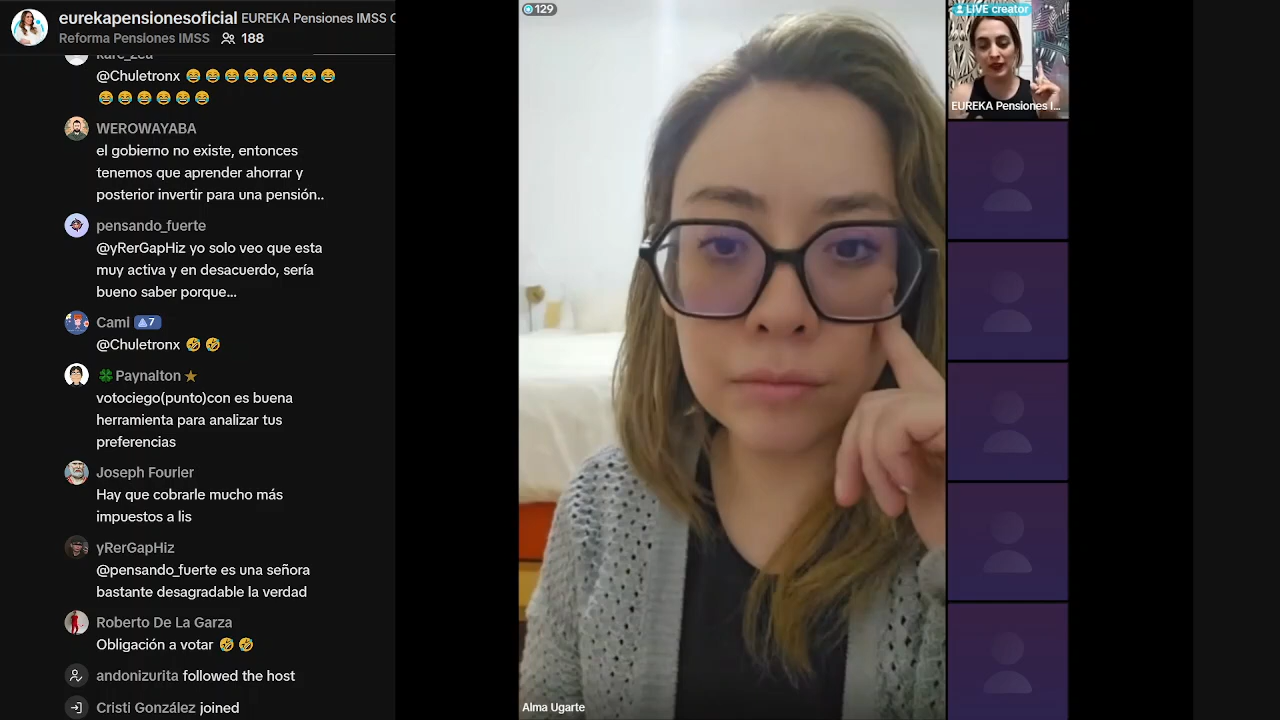 eurekapensionesoficial EUREKA Pensiones IMSS
Reforma Pensiones IMSS 188
@Chuletronx 😂😂😂😂😂😂😂😂
😂😂😂😂😂😂
WEROWAYABA
el gobierno no existe, entonces
tenemos que aprender ahorrar y
posterior invertir para una pensión..
pensando_fuerte
@yRerGapHiz yo solo veo que esta
muy activa y en desacuerdo, sería
bueno saber porque...
CamI 7
@Chuletronx 🤣🤣
🍀Paynalton⭐
votociego(punto)con es buena
herramienta para analizar tus
preferencias
Joseph Fourier
Hay que cobrarle mucho más
impuestos a lis
yRerGapHiz
@pensando_fuerte es una señora
bastante desagradable la verdad
Roberto De La Garza
Obligación a votar 🤣🤣
andonizurita followed the host
Cristi González joined
129
Alma Ugarte
LIVE creator
EUREKA Pensiones I...